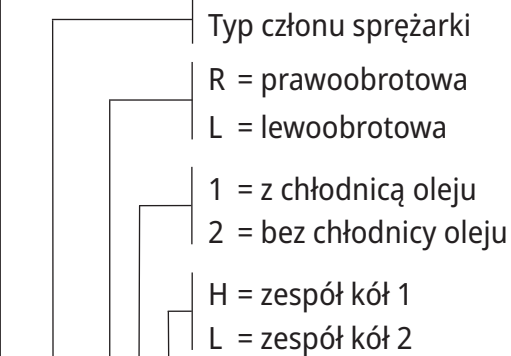 Typ członu sprężarki
R = prawoobrotowa
L = lewoobrotowa
1 = z chłodnicą oleju
2 = bez chłodnicy oleju
H = zespół kół 1
L = zespół kół 2